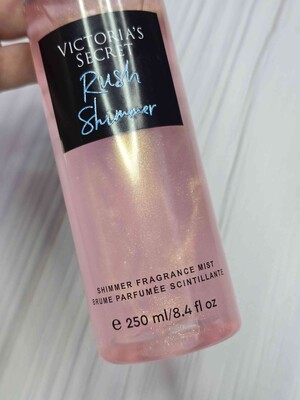 VICTORIA'S
SECRET
Rush
Shimmer
SHIMMER FRAGRANCE MIST
BRUME PARFUMÉE SCINTILLANTE
e 250 ml/8.4 fl oz